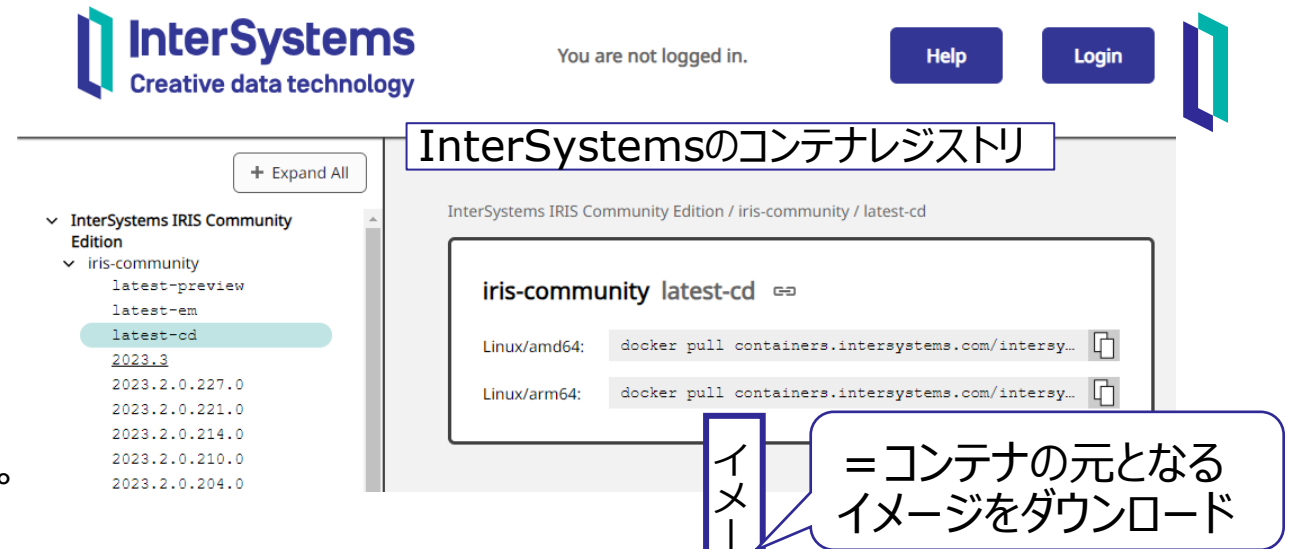 InterSystems
Creative data technology
You are not logged in.
Help
Login
InterSystemsのコンテナレジストリ
+ Expand All
InterSystems IRIS Community
Edition
iris-community
latest-preview
latest-em
latest-cd
2023.3
2023.2.0.227.0
2023.2.0.221.0
2023.2.0.214.0
2023.2.0.210.0
2023.2.0.204.0
。
InterSystems IRIS Community Edition / iris-community / latest-cd
iris-community latest-cd
Linux/amd64: docker pull containers.intersystems.com/intersy…
Linux/arm64: docker pull containers.intersystems.com/intersy…
イメー
＝コンテナの元となる
イメージをダウンロード